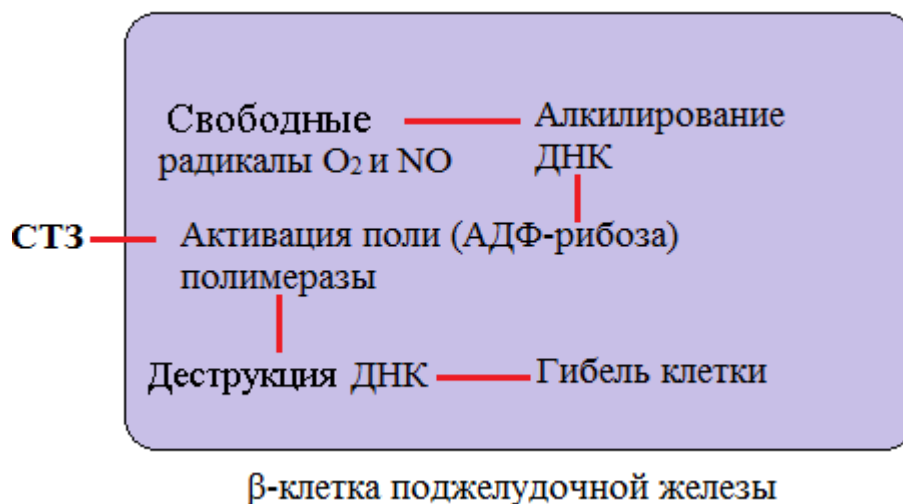 Свободные
радикалы O₂ и NO
Алкилирование
ДНК
СТЗ
Активация поли (АДФ-рибоза)
полимеразы
Деструкция ДНК
Гибель клетки
β-клетка поджелудочной железы